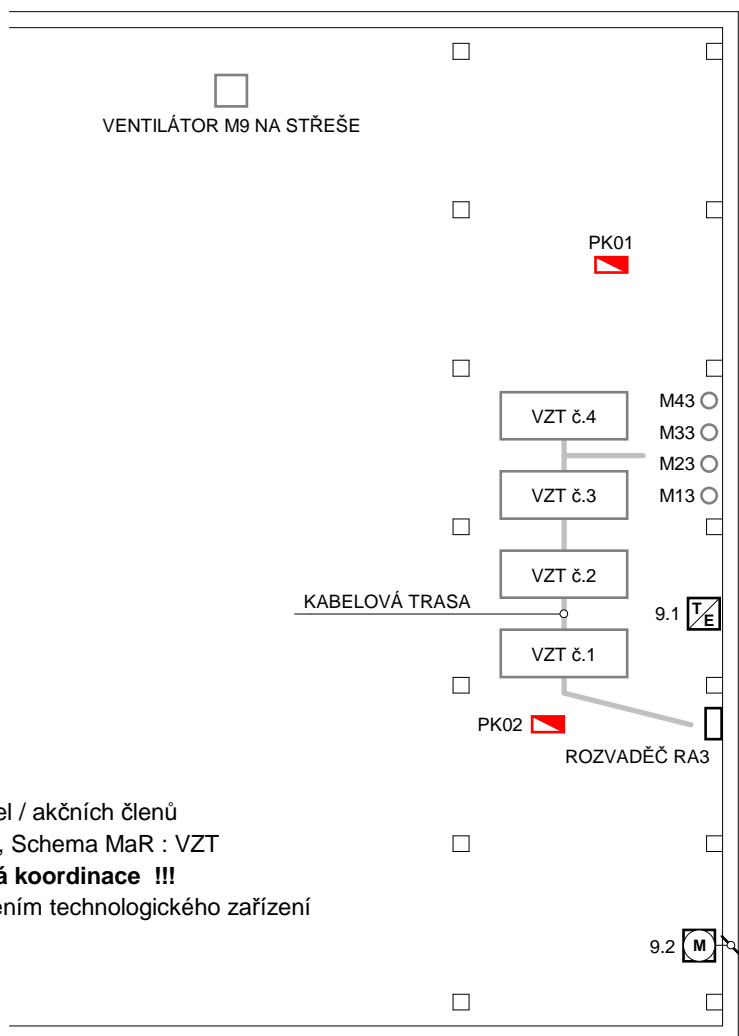 VENTILÁTOR M9 NA STŘEŠE
PK01
M43
VZT č.4
M33
M23
VZT č.3
M13
VZT č.2
KABELOVÁ TRASA
9.1 T E
VZT č.1
PK02
ROZVADĚČ RA3
el / akčních členů
, Schema MaR : VZT
á koordinace !!!
ením technologického zařízení
9.2 M